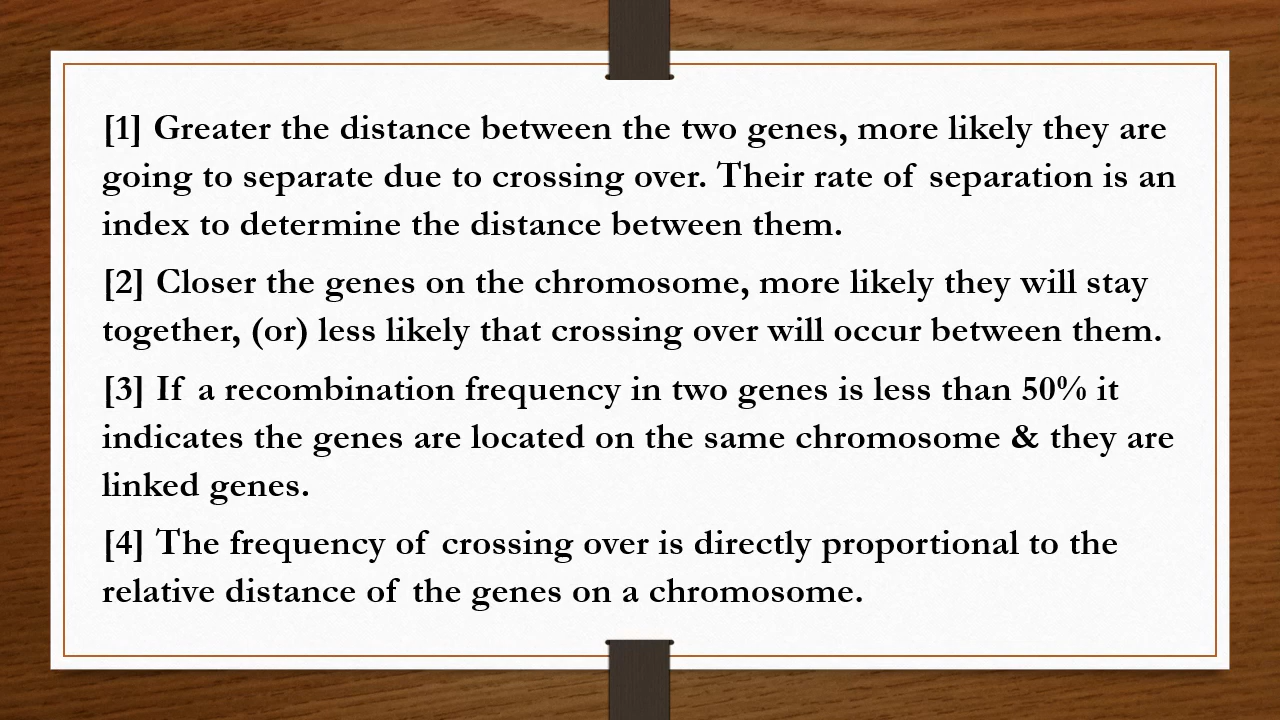 [1] Greater the distance between the two genes, more likely they are
going to separate due to crossing over. Their rate of separation is an
index to determine the distance between them.
[2] Closer the genes on the chromosome, more likely they will stay
together, (or) less likely that crossing over will occur between them.
[3] If a recombination frequency in two genes is less than 50% it
indicates the genes are located on the same chromosome & they are
linked genes.
[4] The frequency of crossing over is directly proportional to the
relative distance of the genes on a chromosome.